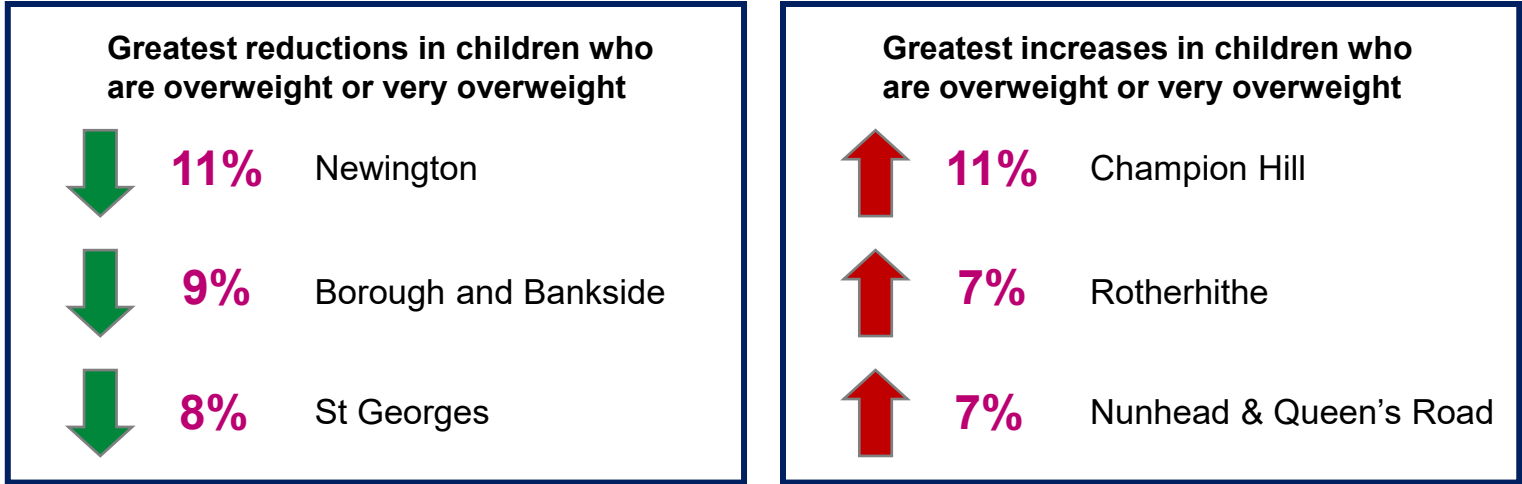 Greatest reductions in children who
are overweight or very overweight
11% Newington
9% Borough and Bankside
8% St Georges
Greatest increases in children who
are overweight or very overweight
11% Champion Hill
7% Rotherhithe
7% Nunhead & Queen’s Road